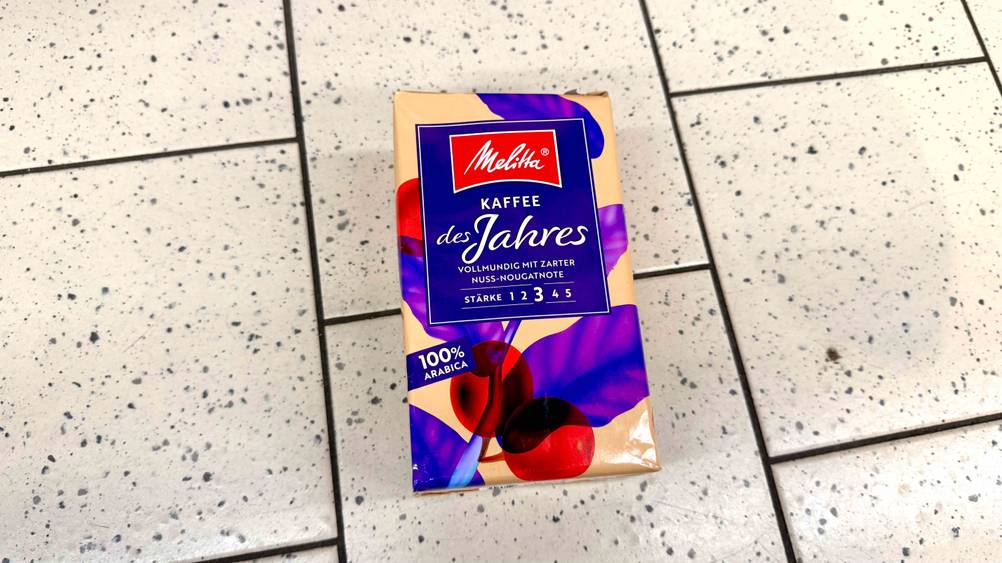 Melitta®
KAFFEE
des Jahres
VOLLMUNDIG MIT ZARTER
NUSS-NOUGATNOTE
STÄRKE 1 2 3 4 5
100%
ARABICA